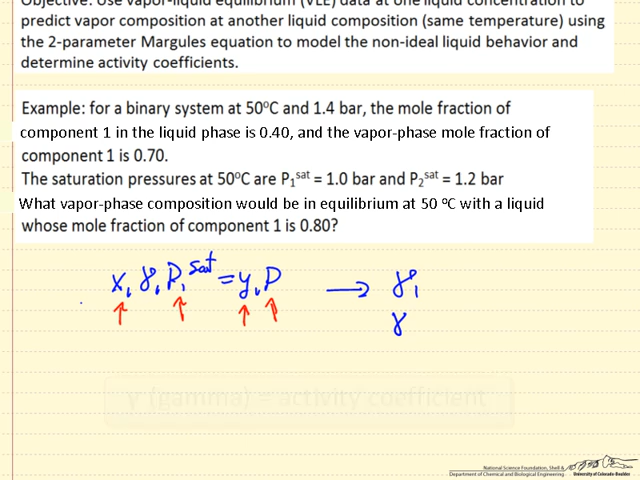 Objective: Use vapor-liquid equilibrium (VLE) data at one liquid concentration to
predict vapor composition at another liquid composition (same temperature) using
the 2-parameter Margules equation to model the non-ideal liquid behavior and
determine activity coefficients.
Example: for a binary system at 50°C and 1.4 bar, the mole fraction of
component 1 in the liquid phase is 0.40, and the vapor-phase mole fraction of
component 1 is 0.70.
The saturation pressures at 50°C are P₁ˢᵃᵗ = 1.0 bar and P₂ˢᵃᵗ = 1.2 bar
What vapor-phase composition would be in equilibrium at 50 °C with a liquid
whose mole fraction of component 1 is 0.80?
x₁ γ₁ P₁ˢᵃᵗ = y₁ P → γ₁
γ
γ (gamma) = activity coefficient
National Science Foundation, Shell &
Department of Chemical and Biological Engineering
University of Colorado Boulder